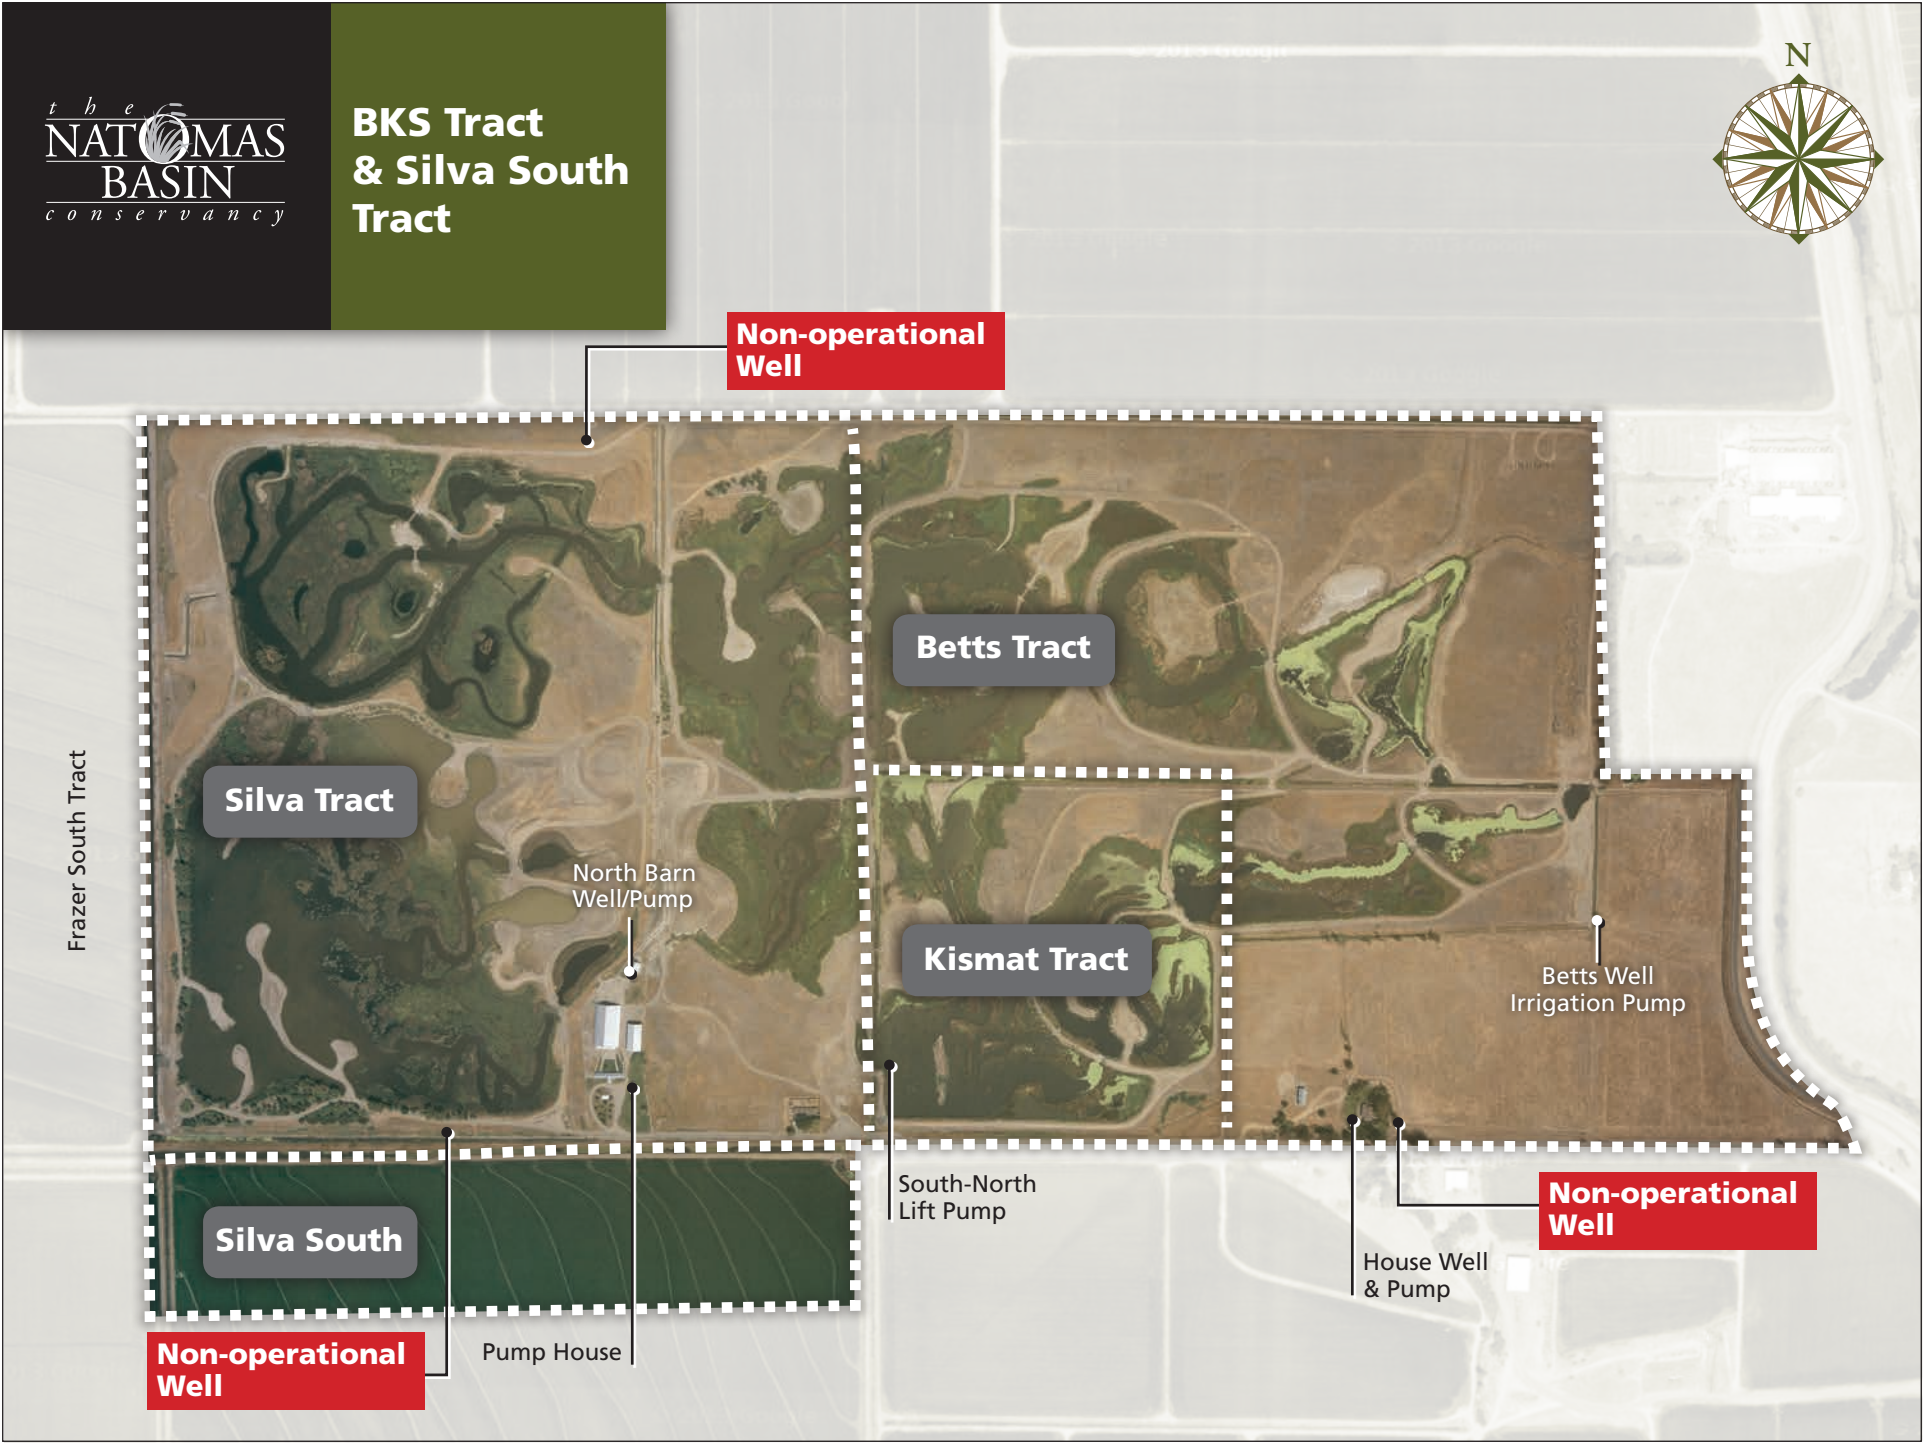 the
NATOMAS
BASIN
conservancy
BKS Tract
& Silva South
Tract
N
Non-operational
Well
Betts Tract
Silva Tract
Frazer South Tract
North Barn
Well/Pump
Kismat Tract
Betts Well
Irrigation Pump
South-North
Lift Pump
Non-operational
Well
Silva South
House Well
& Pump
Non-operational
Well
Pump House